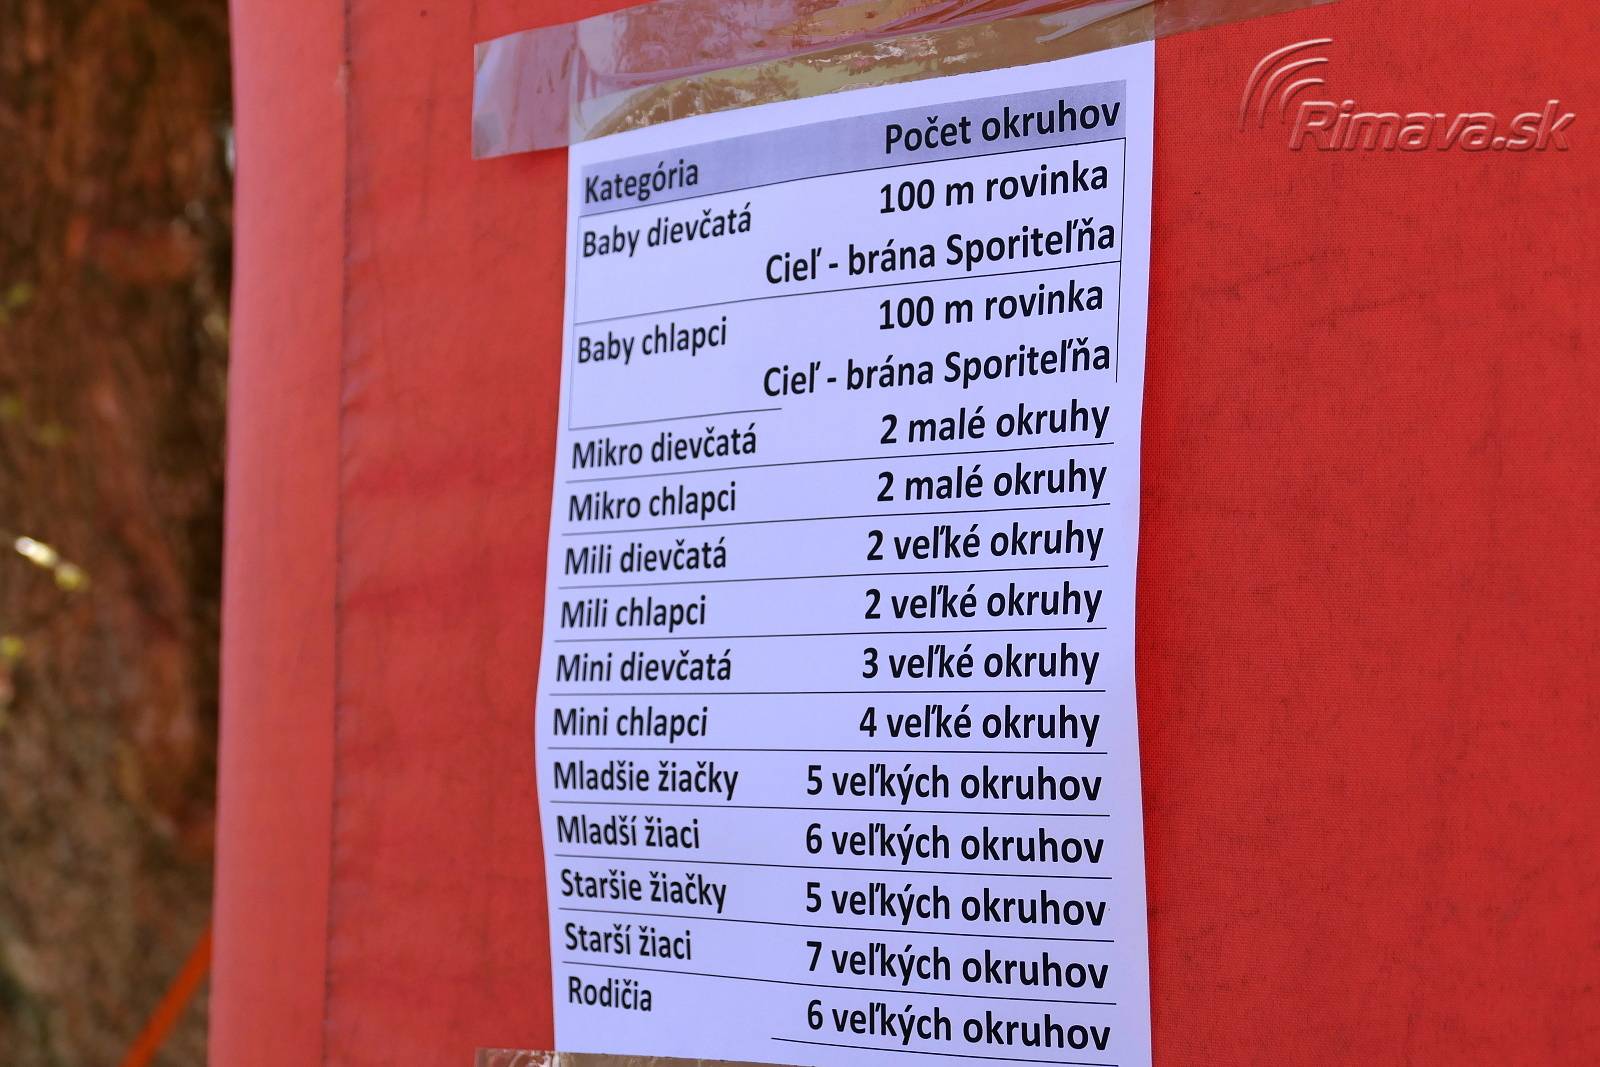 Rimava.sk
Kategória Počet okruhov
Baby dievčatá 100 m rovinka
Cieľ - brána Sporiteľňa
Baby chlapci 100 m rovinka
Cieľ - brána Sporiteľňa
Mikro dievčatá 2 malé okruhy
Mikro chlapci 2 malé okruhy
Mili dievčatá 2 veľké okruhy
Mili chlapci 2 veľké okruhy
Mini dievčatá 3 veľké okruhy
Mini chlapci 4 veľké okruhy
Mladšie žiačky 5 veľkých okruhov
Mladší žiaci 6 veľkých okruhov
Staršie žiačky 5 veľkých okruhov
Starší žiaci 7 veľkých okruhov
Rodičia 6 veľkých okruhov